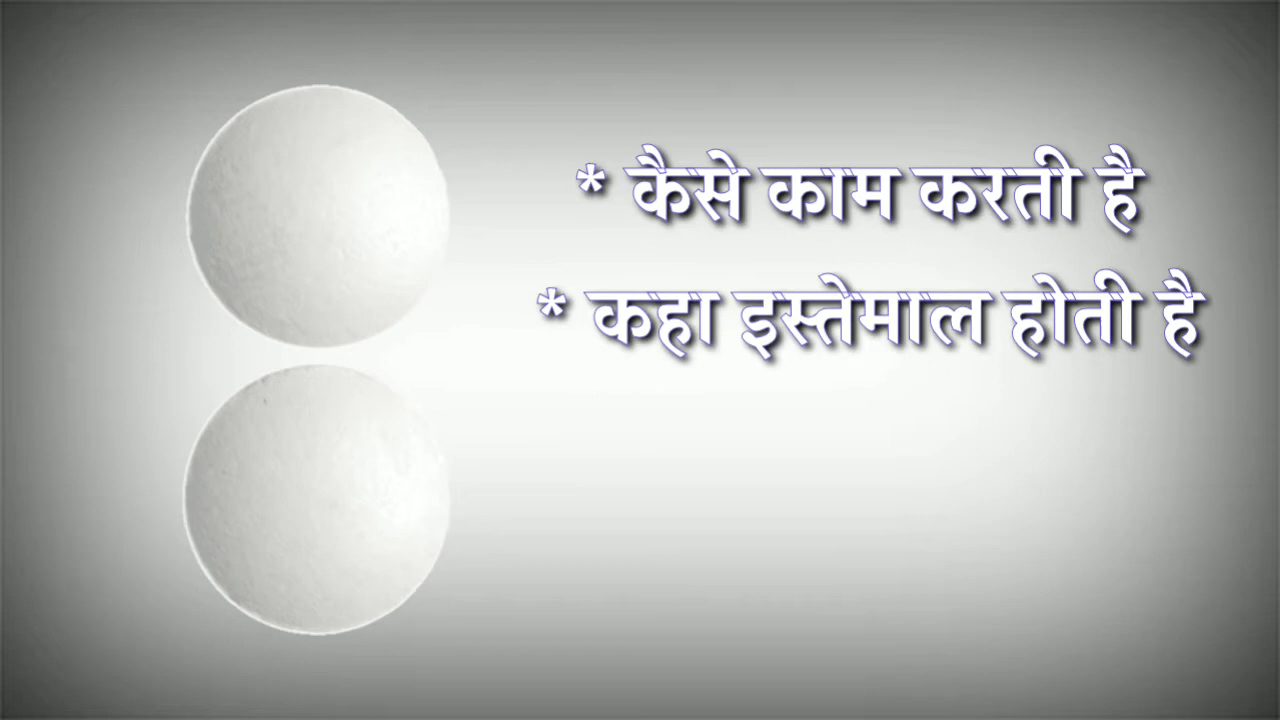 * कैसे काम करती है
* कहा इस्तेमाल होती है